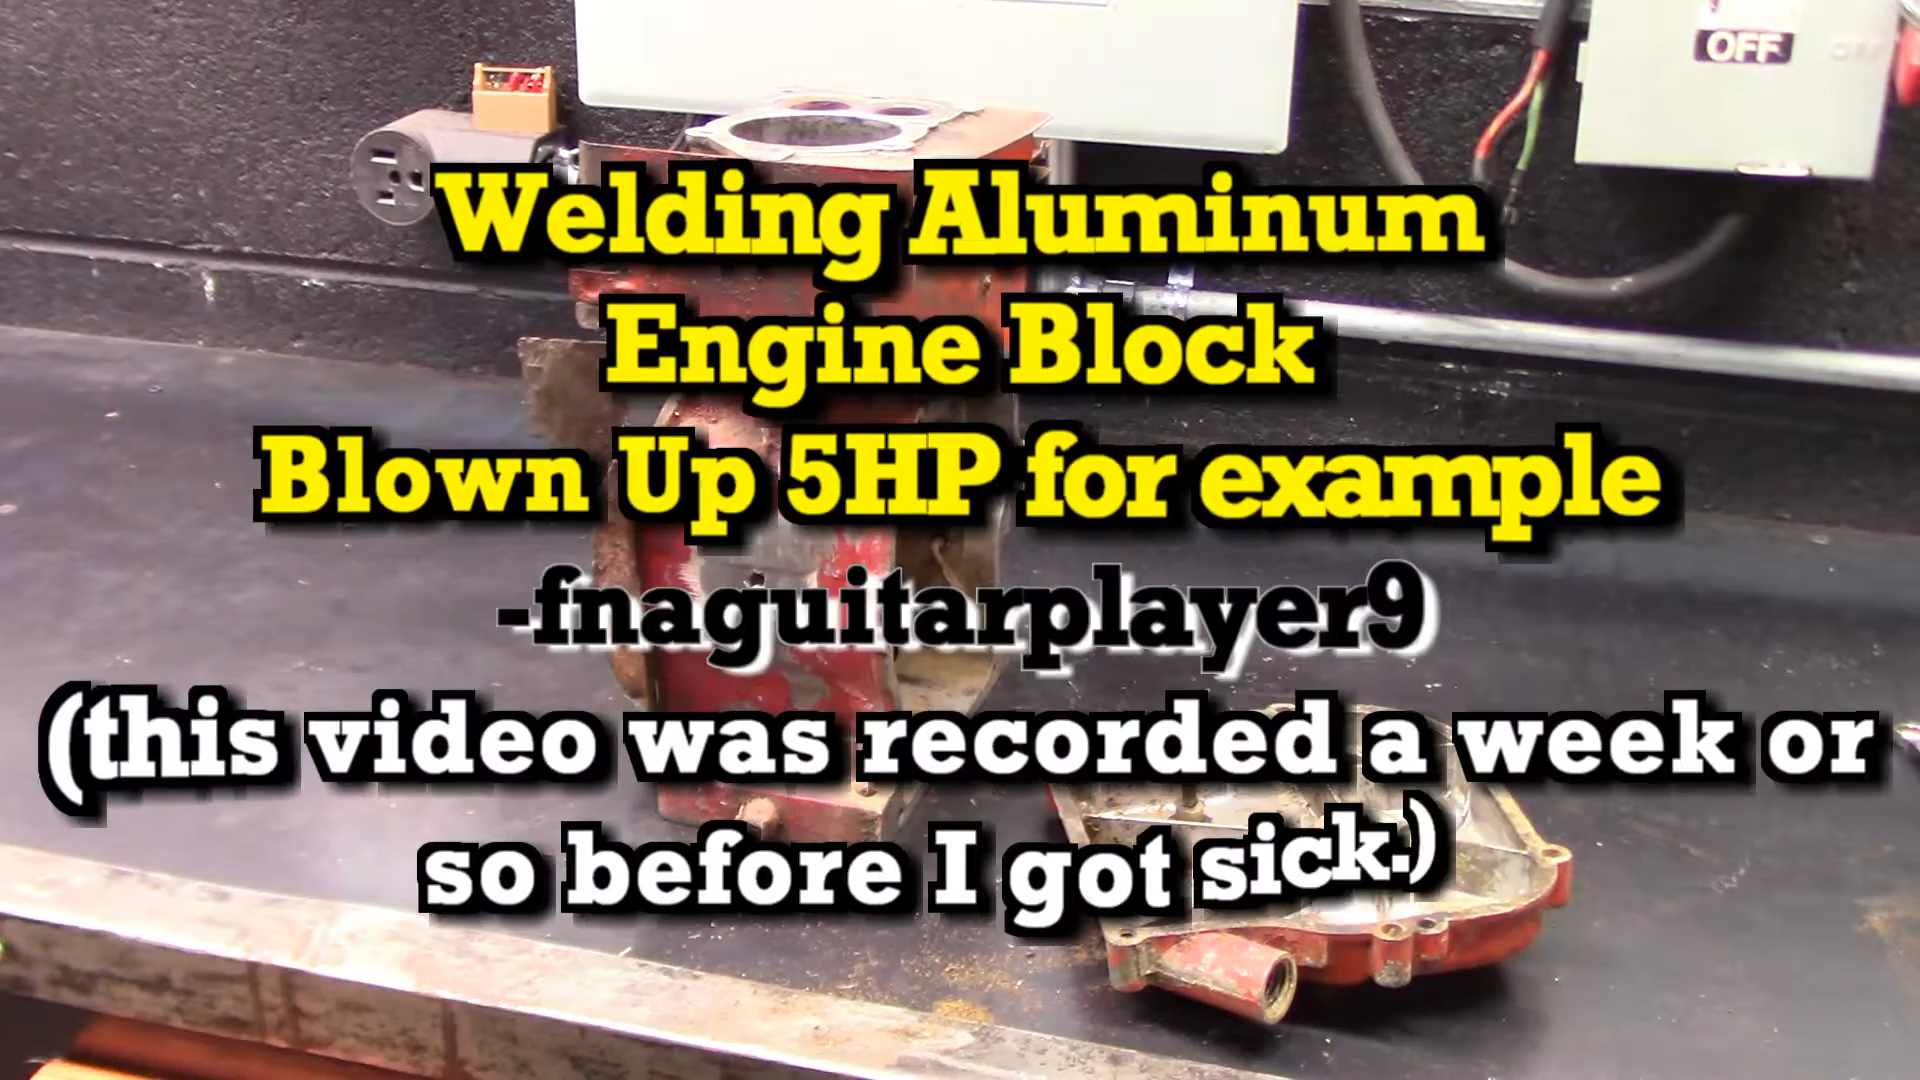 OFF
Welding Aluminum
Engine Block
Blown Up 5HP for example
-fnaguitarplayer9
(this video was recorded a week or
so before I got sick.)